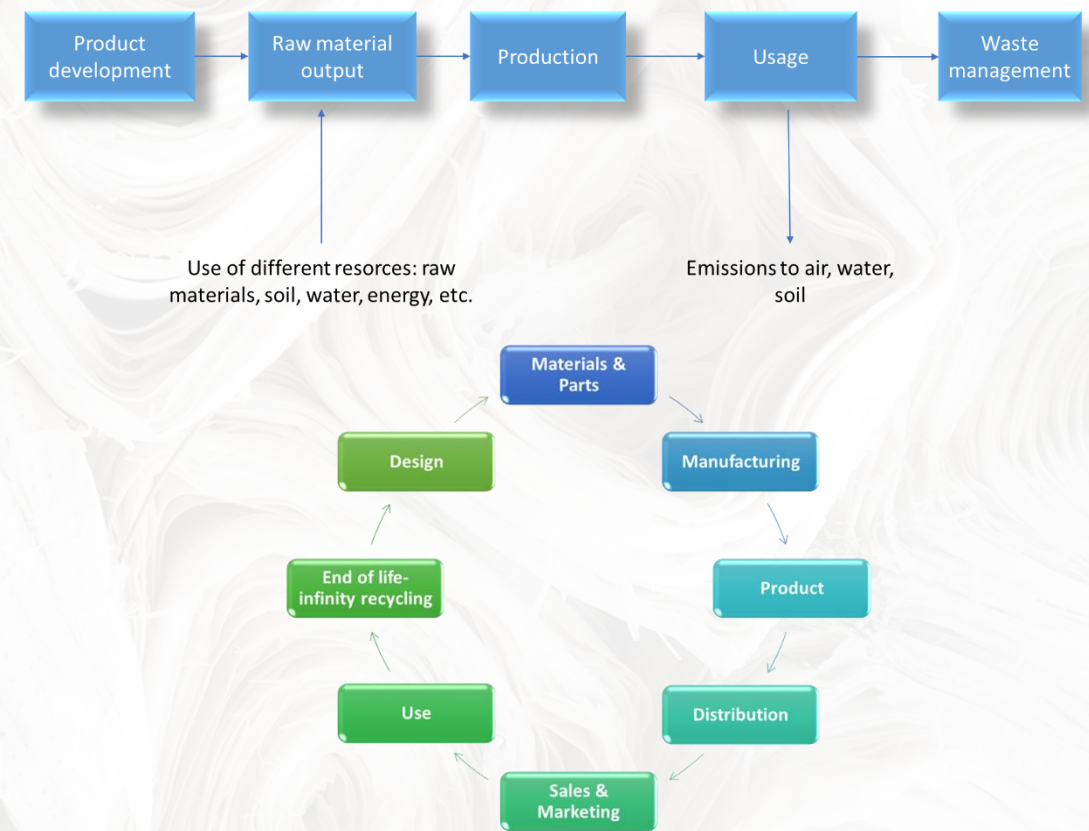 Product
development
Raw material
output
Production
Usage
Waste
management
Use of different resorces: raw
materials, soil, water, energy, etc.
Emissions to air, water,
soil
Materials &
Parts
Manufacturing
Product
Distribution
Sales &
Marketing
Use
End of life-
infinity recycling
Design